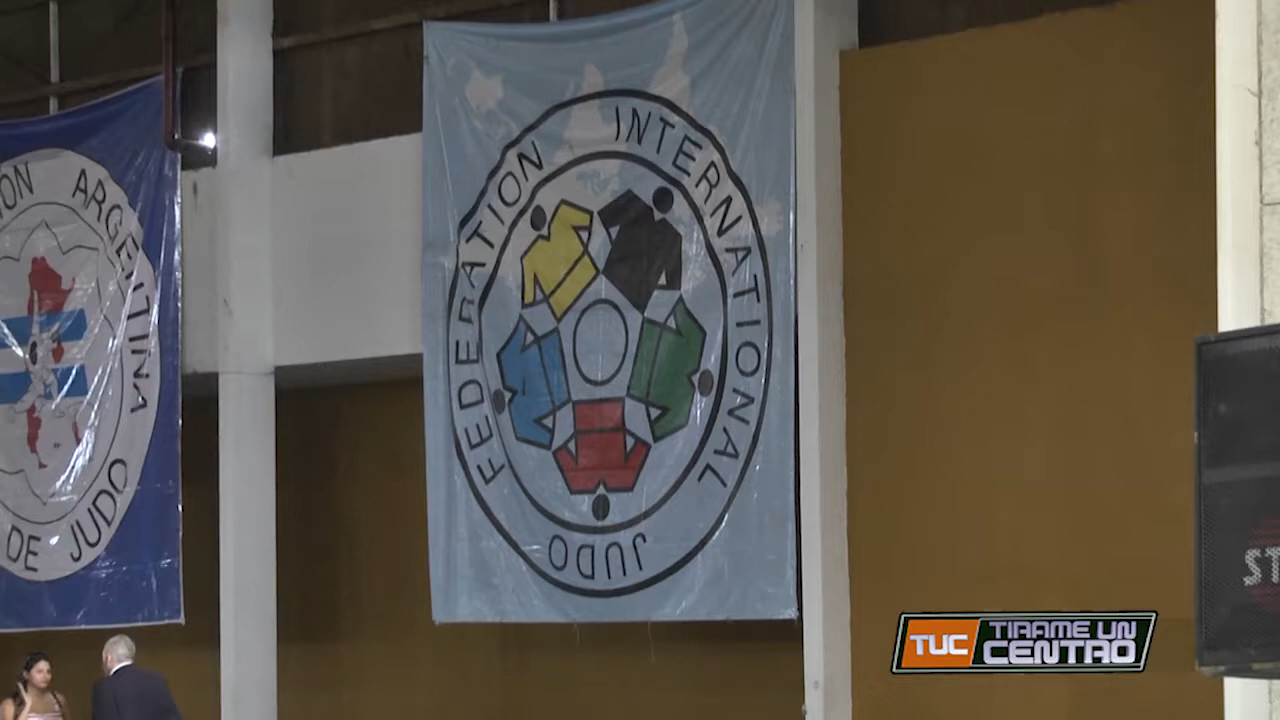 ARGENTINA
DE JUDO
FEDERATION INTERNATIONAL
JUDO
TUC
TIRAME UN
CENTRO